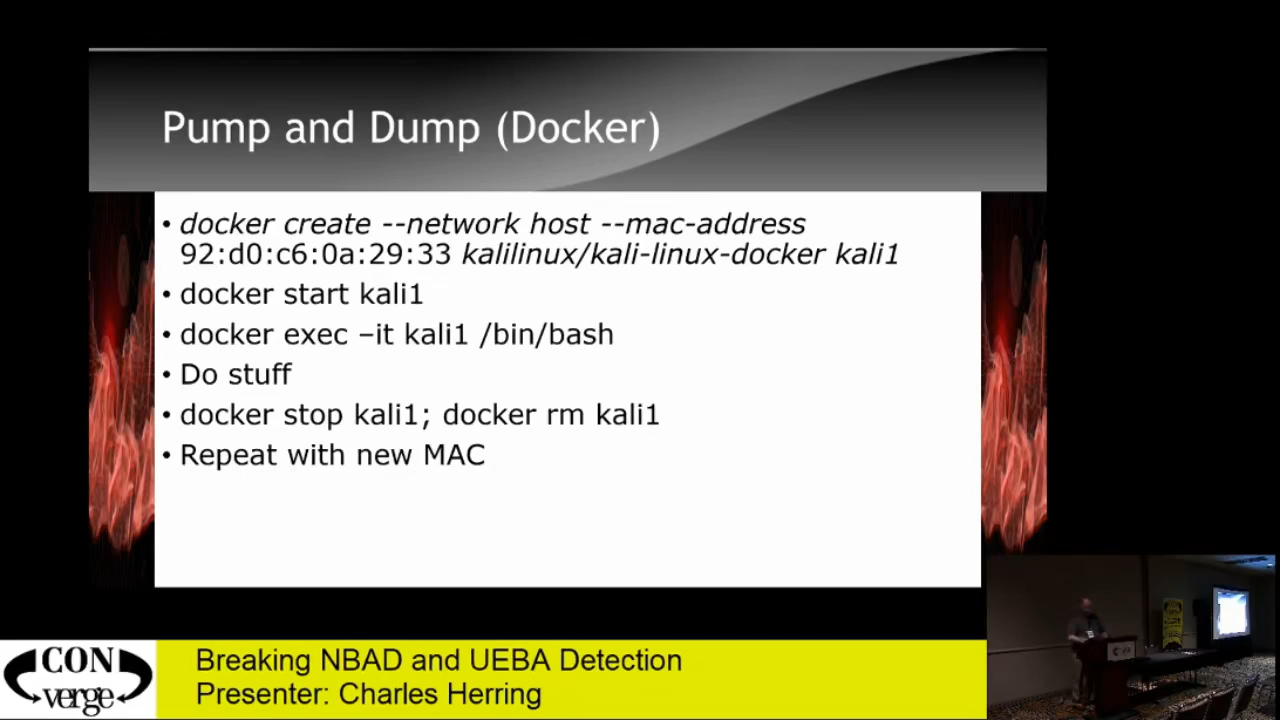 Pump and Dump (Docker)
• docker create --network host --mac-address
92:d0:c6:0a:29:33 kalilinux/kali-linux-docker kali1
• docker start kali1
• docker exec –it kali1 /bin/bash
• Do stuff
• docker stop kali1; docker rm kali1
• Repeat with new MAC
CON
verge
Breaking NBAD and UEBA Detection
Presenter: Charles Herring